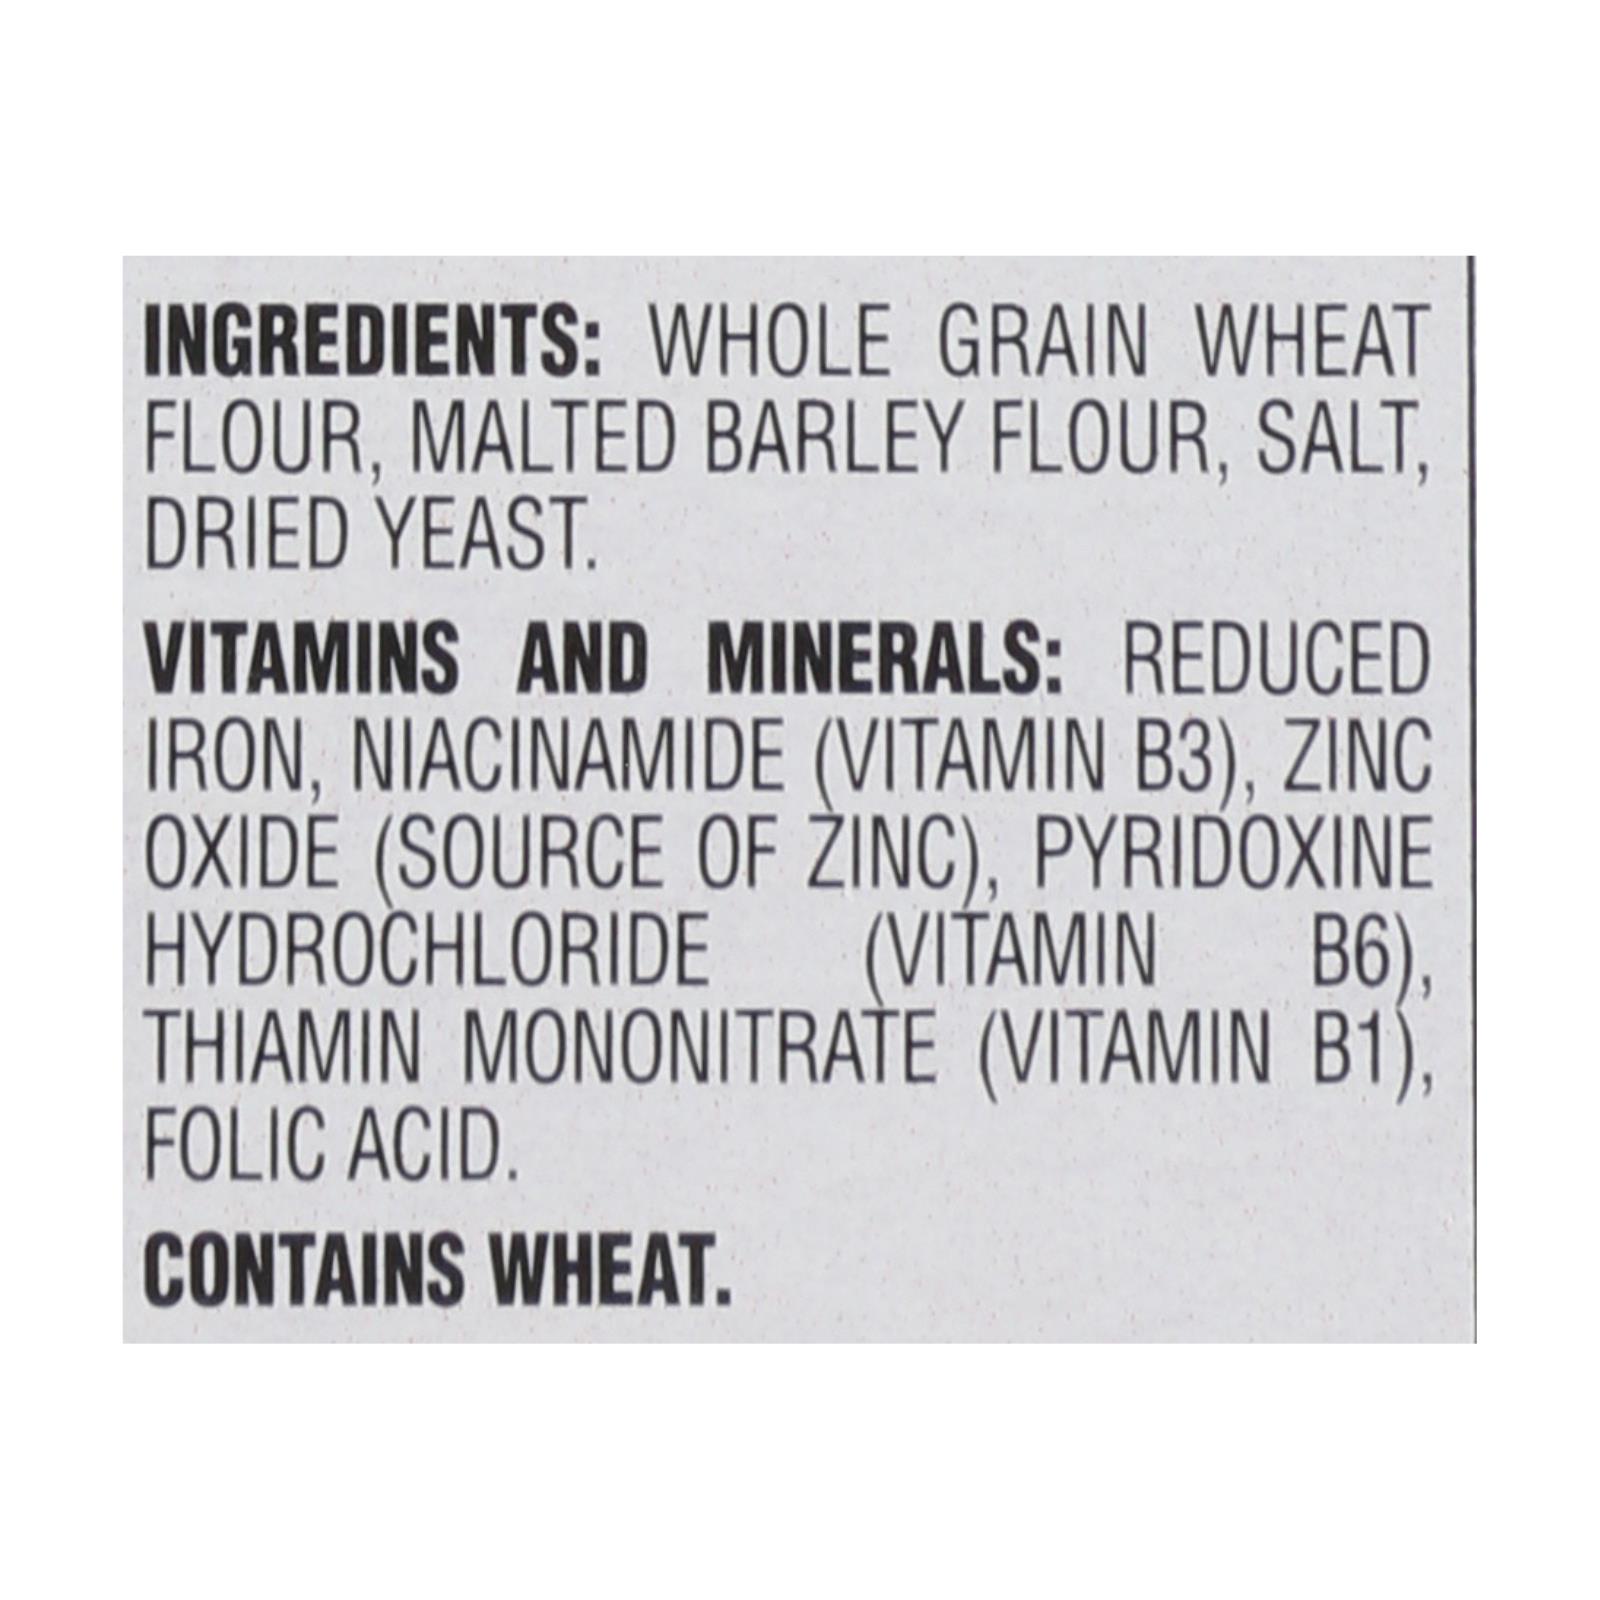 INGREDIENTS: WHOLE GRAIN WHEAT
FLOUR, MALTED BARLEY FLOUR, SALT,
DRIED YEAST.
VITAMINS AND MINERALS: REDUCED
IRON, NIACINAMIDE (VITAMIN B3), ZINC
OXIDE (SOURCE OF ZINC), PYRIDOXINE
HYDROCHLORIDE (VITAMIN B6),
THIAMIN MONONITRATE (VITAMIN B1),
FOLIC ACID.
CONTAINS WHEAT.